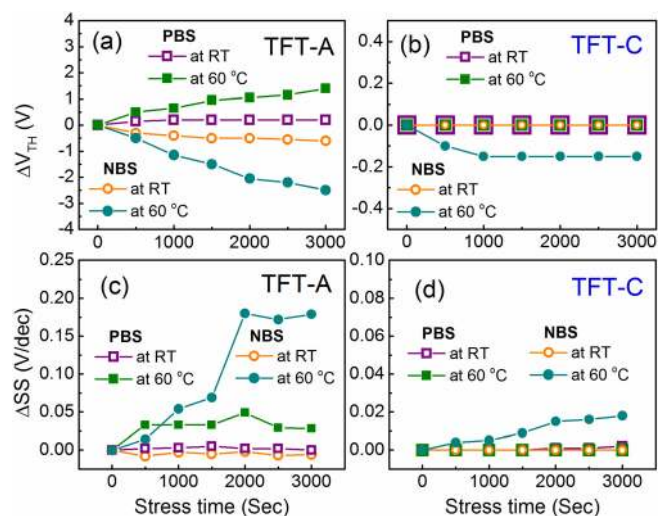 (a) PBS TFT-A
at RT
at 60 °C
NBS
at RT
at 60 °C
ΔV_TH (V)
4
3
2
1
0
-1
-2
-3
-4
0 1000 2000 3000
(b) TFT-C
PBS
at RT
at 60 °C
NBS
at RT
at 60 °C
0.4
0.2
0.0
-0.2
-0.4
0 1000 2000 3000
(c) TFT-A
PBS NBS
at RT at RT
at 60 °C at 60 °C
ΔSS (V/dec)
0.25
0.20
0.15
0.10
0.05
0.00
0 1000 2000 3000
Stress time (Sec)
(d) TFT-C
PBS NBS
at RT at RT
at 60 °C at 60 °C
0.10
0.08
0.06
0.04
0.02
0.00
0 1000 2000 3000
Stress time (Sec)